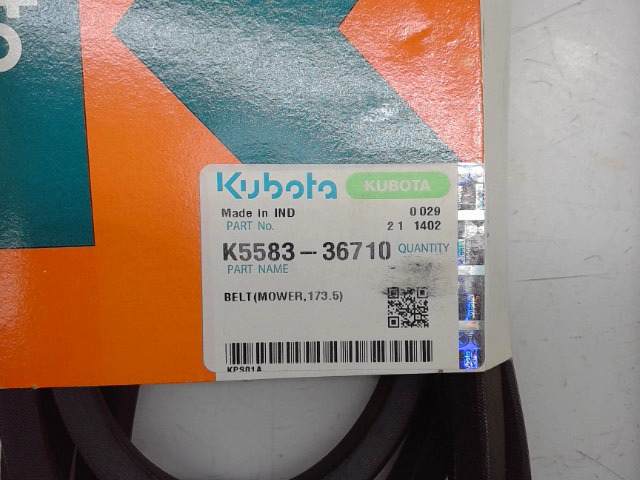 Kubota KUBOTA
Made in IND 0 029
PART No. 2 1 1402
K5583-36710 QUANTITY
PART NAME
BELT(MOWER,173.5)
KPS01A